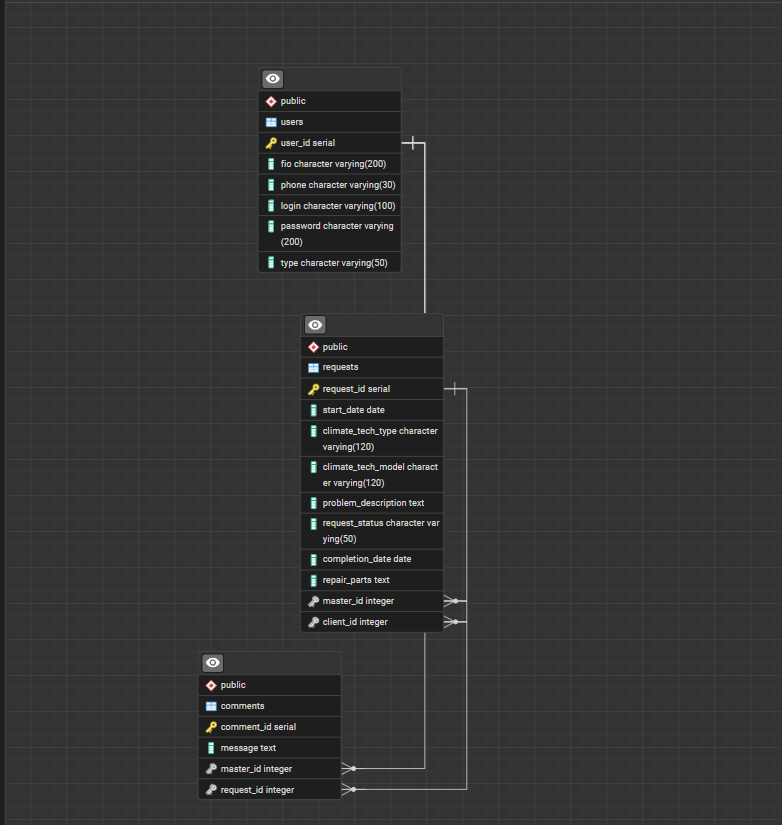 public
users
user_id serial
fio character varying(200)
phone character varying(30)
login character varying(100)
password character varying
(200)
type character varying(50)
public
requests
request_id serial
start_date date
climate_tech_type character
varying(120)
climate_tech_model charact
er varying(120)
problem_description text
request_status character var
ying(50)
completion_date date
repair_parts text
master_id integer
client_id integer
public
comments
comment_id serial
message text
master_id integer
request_id integer